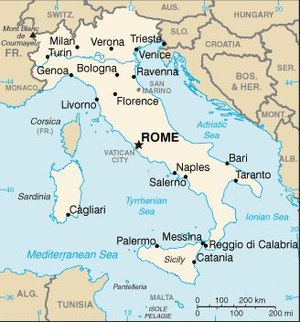 SWITZ.
AUSTRIA
HUNGARY
Mont Blanc
de Courmayeur
SLO.
CROATIA
FR.
Milan
Verona
Trieste
Turin
Venice
Genoa
Bologna
Ravenna
BOS. &
HER.
MONACO
SAN
MARINO
Livorno
Florence
Corsica
(FR.)
Adriatic
Sea
ROME
VATICAN
CITY
Bari
Naples
Salerno
Taranto
Sardinia
Tyrrhenian
Sea
Cagliari
Ionian Sea
Mediterranean Sea
Palermo
Messina
Reggio di Calabria
Sicily
Catania
ALG.
TUNISIA
Pantelleria
MALTA
ISOLE
PELAGIE
0
100
200 km
0
100
200 mi